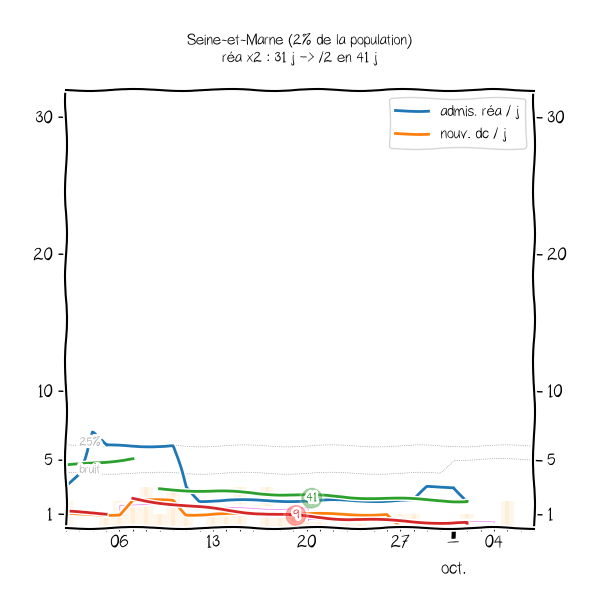 Seine-et-Marne (2% de la population)
réa x2 : 31 j -> /2 en 41 j
admis. réa / j
nouv. dc / j
30 30
20 20
10 10
25%
5 5
bruit
41
9
1 1
06 13 20 27 1 04
oct.